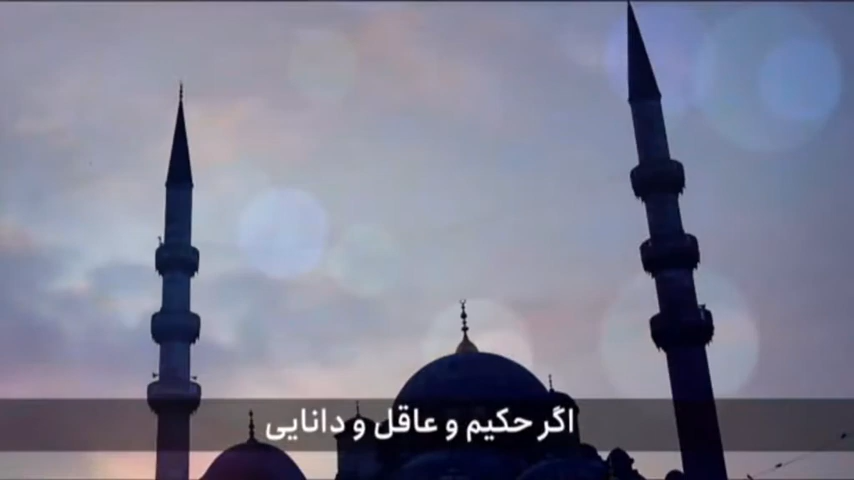 اگر حکیم و عاقل و دانایی